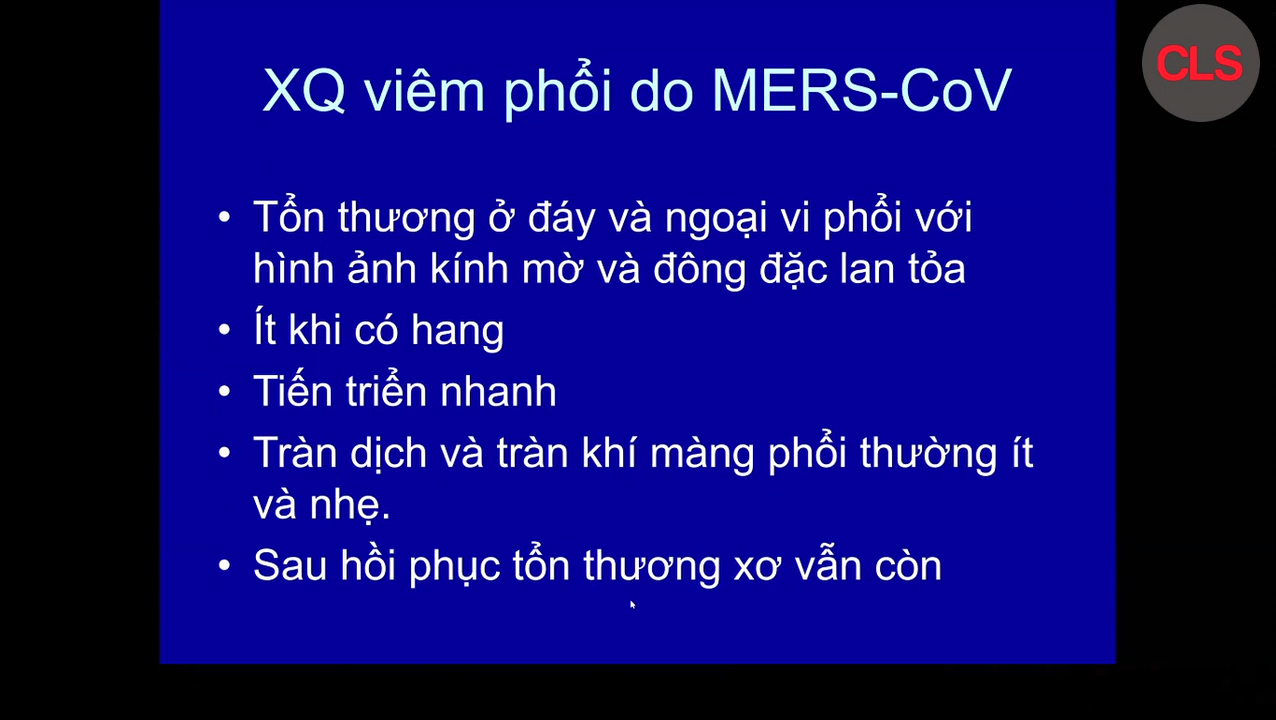 CLS
XQ viêm phổi do MERS-CoV
• Tổn thương ở đáy và ngoại vi phổi với
hình ảnh kính mờ và đông đặc lan tỏa
• Ít khi có hang
• Tiến triển nhanh
• Tràn dịch và tràn khí màng phổi thường ít
và nhẹ.
• Sau hồi phục tổn thương xơ vẫn còn